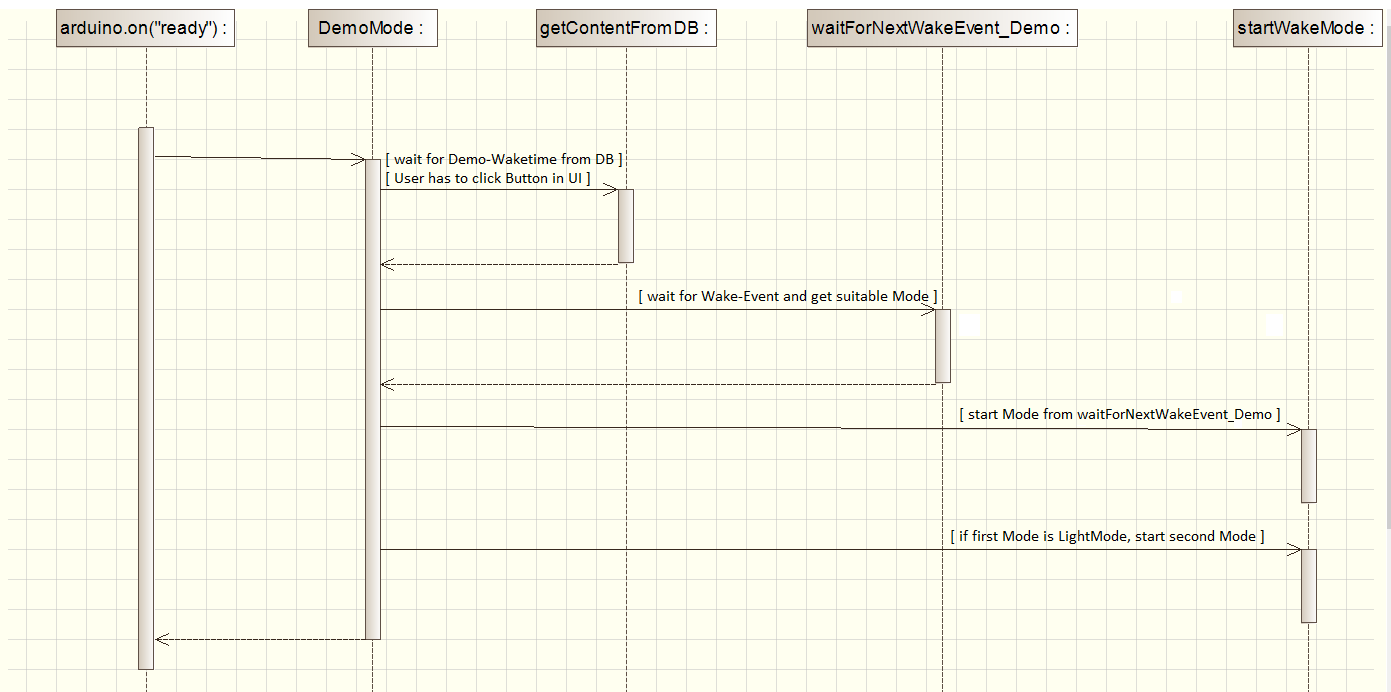 arduino.on("ready") :
DemoMode :
getContentFromDB :
waitForNextWakeEvent_Demo :
startWakeMode :
[ wait for Demo-Waketime from DB ]
[ User has to click Button in UI ]
[ wait for Wake-Event and get suitable Mode ]
[ start Mode from waitForNextWakeEvent_Demo ]
[ if first Mode is LightMode, start second Mode ]